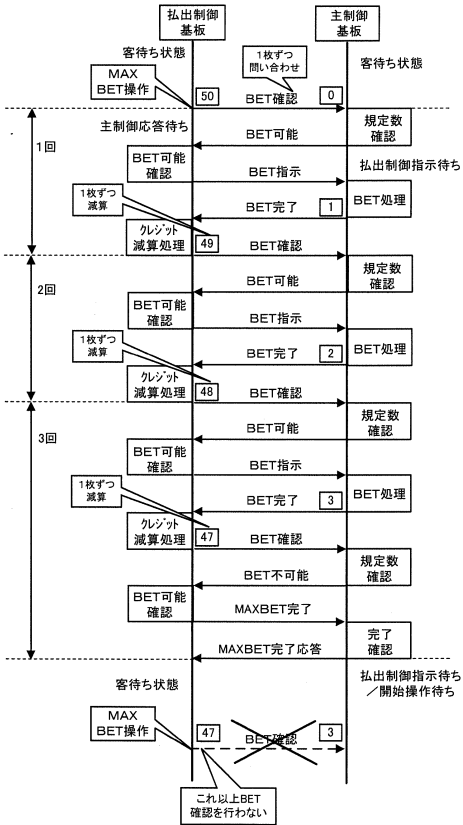 払出制御
基板
主制御
基板
客待ち状態
1枚ずつ
問い合わせ
客待ち状態
MAX
BET操作
50
BET確認
0
主制御応答待ち
BET可能
規定数
確認
1回
BET可能
確認
BET指示
払出制御指示待ち
1枚ずつ
減算
BET完了
1
BET処理
クレジット
減算処理
49
BET確認
BET可能
規定数
確認
2回
BET可能
確認
BET指示
1枚ずつ
減算
BET完了
2
BET処理
クレジット
減算処理
48
BET確認
BET可能
規定数
確認
3回
BET可能
確認
BET指示
1枚ずつ
減算
BET完了
3
BET処理
クレジット
減算処理
47
BET確認
BET不可能
規定数
確認
BET可能
確認
MAXBET完了
完了
確認
MAXBET完了応答
客待ち状態
払出制御指示待ち
/開始操作待ち
MAX
BET操作
47
BET確認
3
これ以上BET
確認を行わない